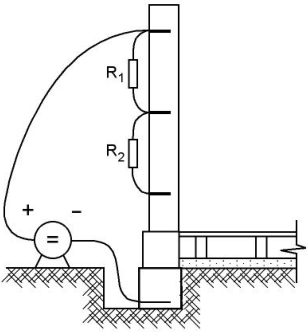 R1
R2
+ −
=